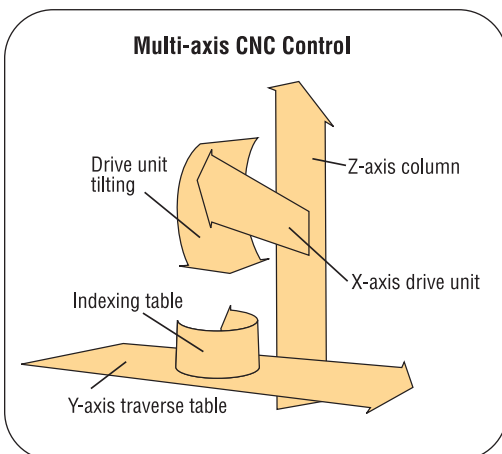 Multi-axis CNC Control
Drive unit
tilting
Z-axis column
X-axis drive unit
Indexing table
Y-axis traverse table